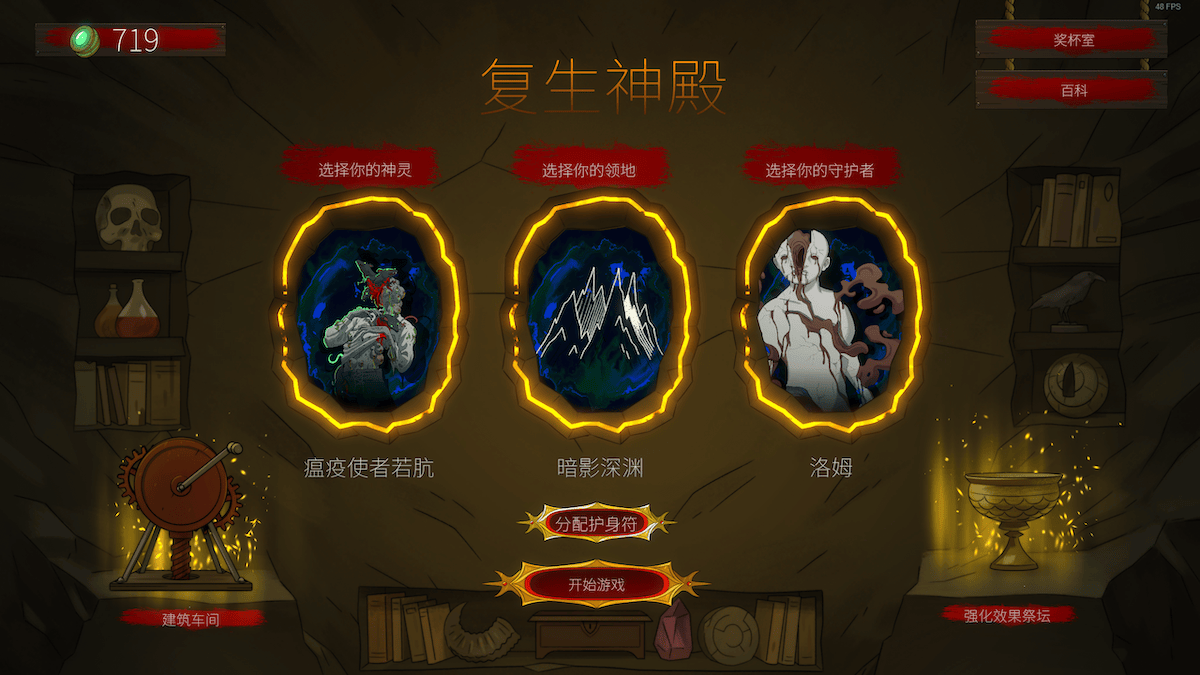 48 FPS
719
奖杯室
百科
复生神殿
选择你的神灵
选择你的领地
选择你的守护者
瘟疫使者若肮
暗影深渊
洛姆
分配护身符
开始游戏
建筑车间
强化效果祭坛